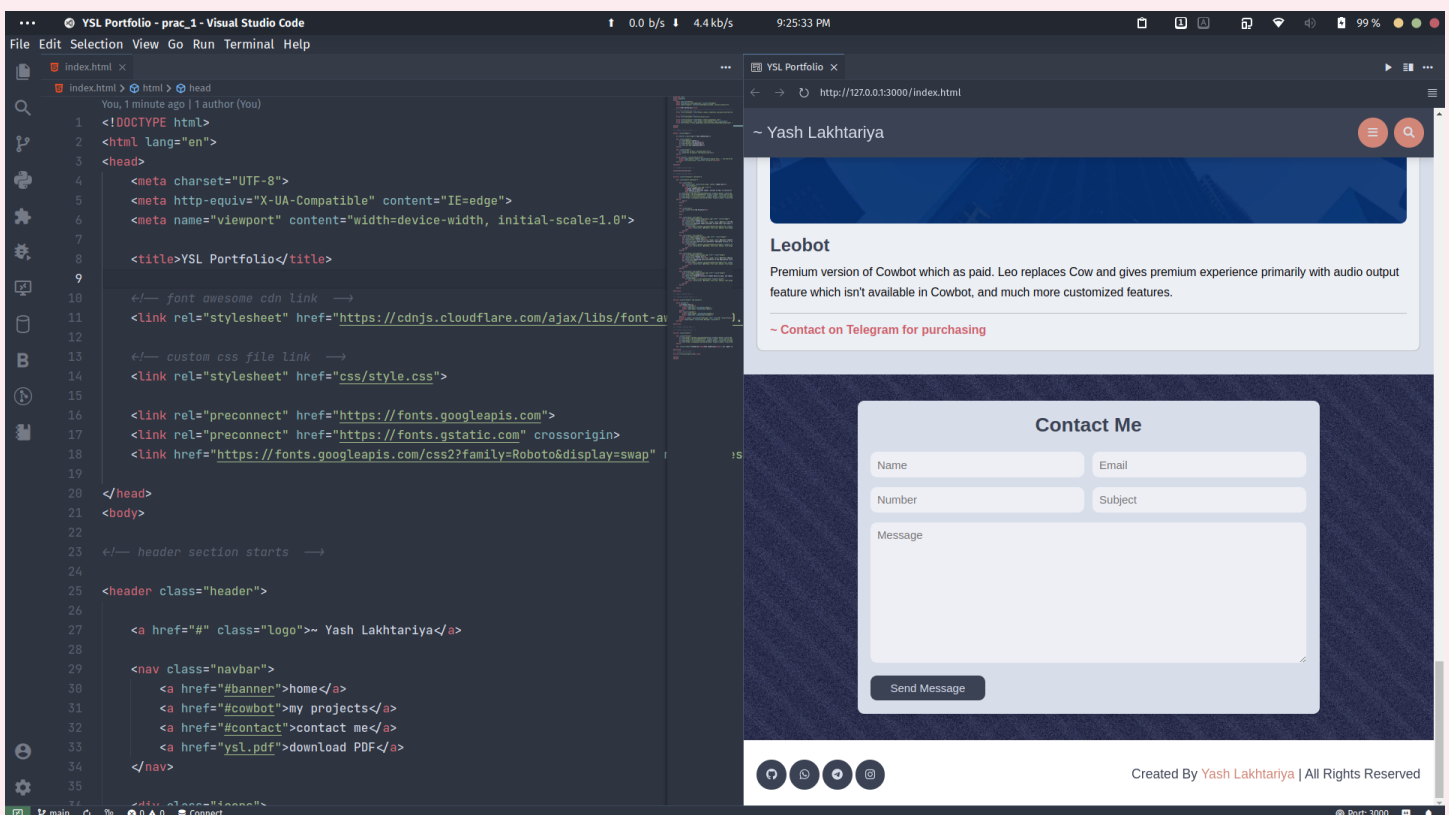 YSL Portfolio - prac_1 - Visual Studio Code
0.0 b/s 4.4 kb/s
9:25:33 PM
1 A
99 %
File Edit Selection View Go Run Terminal Help
index.html
index.html > html > head
You, 1 minute ago | 1 author (You)
1 <!DOCTYPE html>
2 <html lang="en">
3 <head>
4 <meta charset="UTF-8">
5 <meta http-equiv="X-UA-Compatible" content="IE=edge">
6 <meta name="viewport" content="width=device-width, initial-scale=1.0">
7
8 <title>YSL Portfolio</title>
9
10 <!-- font awesome cdn link -->
11 <link rel="stylesheet" href="https://cdnjs.cloudflare.com/ajax/libs/font-aw
12
13 <!-- custom css file link -->
14 <link rel="stylesheet" href="css/style.css">
15
16 <link rel="preconnect" href="https://fonts.googleapis.com">
17 <link rel="preconnect" href="https://fonts.gstatic.com" crossorigin>
18 <link href="https://fonts.googleapis.com/css2?family=Roboto&display=swap"
19
20 </head>
21 <body>
22
23 <!-- header section starts -->
24
25 <header class="header">
26
27 <a href="#" class="logo">~ Yash Lakhtariya</a>
28
29 <nav class="navbar">
30 <a href="#banner">home</a>
31 <a href="#cowbot">my projects</a>
32 <a href="#contact">contact me</a>
33 <a href="ysl.pdf">download PDF</a>
34 </nav>
35
36 <div class="icons">
main
0 0
Connect
YSL Portfolio
http://127.0.0.1:3000/index.html
~ Yash Lakhtariya
Leobot
Premium version of Cowbot which as paid. Leo replaces Cow and gives premium experience primarily with audio output
feature which isn't available in Cowbot, and much more customized features.
~ Contact on Telegram for purchasing
Contact Me
Name
Email
Number
Subject
Message
Send Message
Created By Yash Lakhtariya | All Rights Reserved
Port: 3000